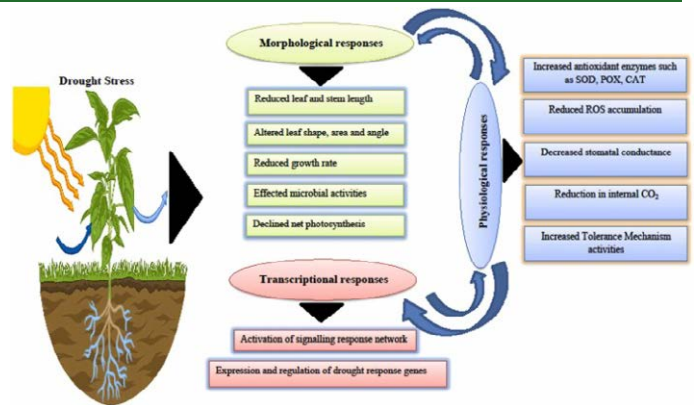 Drought Stress
Morphological responses
Reduced leaf and stem length
Altered leaf shape, area and angle
Reduced growth rate
Effected microbial activities
Declined net photosynthesis
Transcriptional responses
Activation of signalling response network
Expression and regulation of drought response genes
Physiological responses
Increased antioxidant enzymes such
as SOD, POX, CAT
Reduced ROS accumulation
Decreased stomatal conductance
Reduction in internal CO₂
Increased Tolerance Mechanism
activities